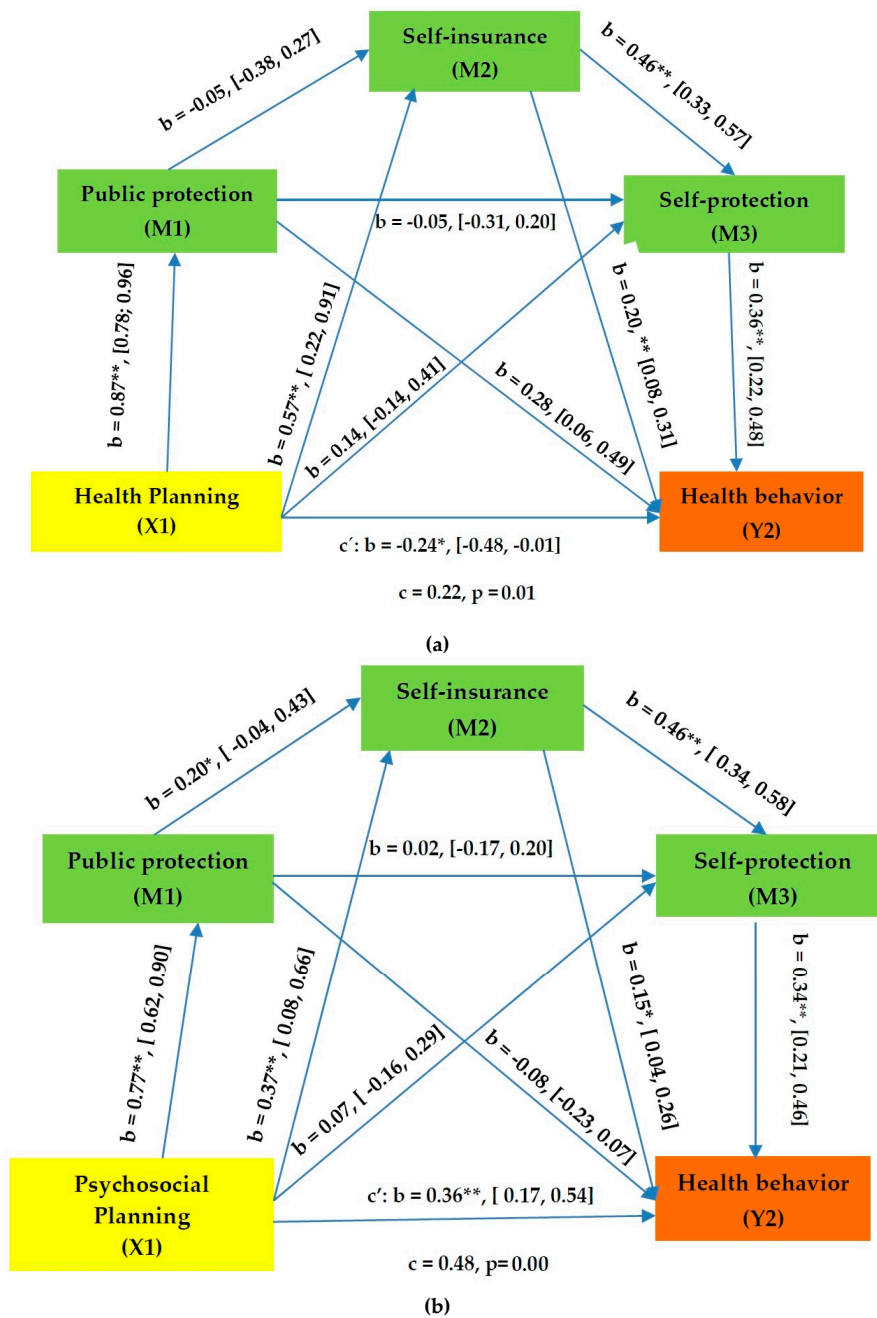 Self-insurance
(M2)
b = -0.05, [-0.38, 0.27]
b = 0.46**, [0.33, 0.57]
Public protection
(M1)
Self-protection
(M3)
b = -0.05, [-0.31, 0.20]
b = 0.87**, [0.78; 0.96]
b = 0.57**, [ 0.22, 0.91]
b = 0.14, [-0.14, 0.41]
b = 0.28, [0.06, 0.49]
b = 0.20, ** [0.08, 0.31]
b = 0.36**, [0.22, 0.48]
Health Planning
(X1)
Health behavior
(Y2)
c´: b = -0.24*, [-0.48, -0.01]
c = 0.22, p = 0.01
(a)
Self-insurance
(M2)
b = 0.20*, [ -0.04, 0.43]
b = 0.46**, [ 0.34, 0.58]
Public protection
(M1)
Self-protection
(M3)
b = 0.02, [-0.17, 0.20]
b = 0.77**, [ 0.62, 0.90]
b = 0.37**, [ 0.08, 0.66]
b = 0.07, [ -0.16, 0.29]
b = -0.08, [-0.23, 0.07]
b = 0.15*, [ 0.04, 0.26]
b = 0.34**, [0.21, 0.46]
Psychosocial
Planning
(X1)
Health behavior
(Y2)
c’: b = 0.36**, [ 0.17, 0.54]
c = 0.48, p= 0.00
(b)